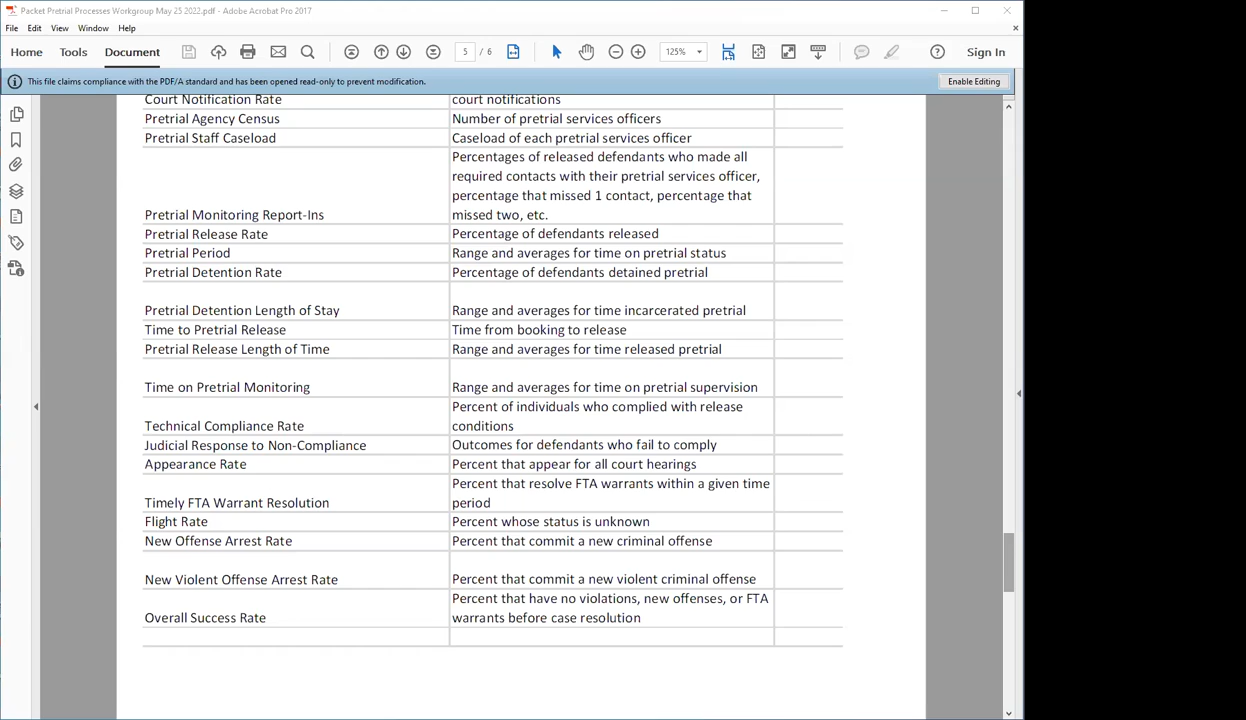 Packet Pretrial Processes Workgroup May 25 2022.pdf - Adobe Acrobat Pro 2017
File Edit View Window Help
Home Tools Document 5 / 6 125% Sign In
This file claims compliance with the PDF/A standard and has been opened read-only to prevent modification. Enable Editing
Court Notification Rate court notifications
Pretrial Agency Census Number of pretrial services officers
Pretrial Staff Caseload Caseload of each pretrial services officer
Percentages of released defendants who made all
required contacts with their pretrial services officer,
percentage that missed 1 contact, percentage that
Pretrial Monitoring Report-Ins missed two, etc.
Pretrial Release Rate Percentage of defendants released
Pretrial Period Range and averages for time on pretrial status
Pretrial Detention Rate Percentage of defendants detained pretrial
Pretrial Detention Length of Stay Range and averages for time incarcerated pretrial
Time to Pretrial Release Time from booking to release
Pretrial Release Length of Time Range and averages for time released pretrial
Time on Pretrial Monitoring Range and averages for time on pretrial supervision
Percent of individuals who complied with release
Technical Compliance Rate conditions
Judicial Response to Non-Compliance Outcomes for defendants who fail to comply
Appearance Rate Percent that appear for all court hearings
Percent that resolve FTA warrants within a given time
Timely FTA Warrant Resolution period
Flight Rate Percent whose status is unknown
New Offense Arrest Rate Percent that commit a new criminal offense
New Violent Offense Arrest Rate Percent that commit a new violent criminal offense
Percent that have no violations, new offenses, or FTA
Overall Success Rate warrants before case resolution